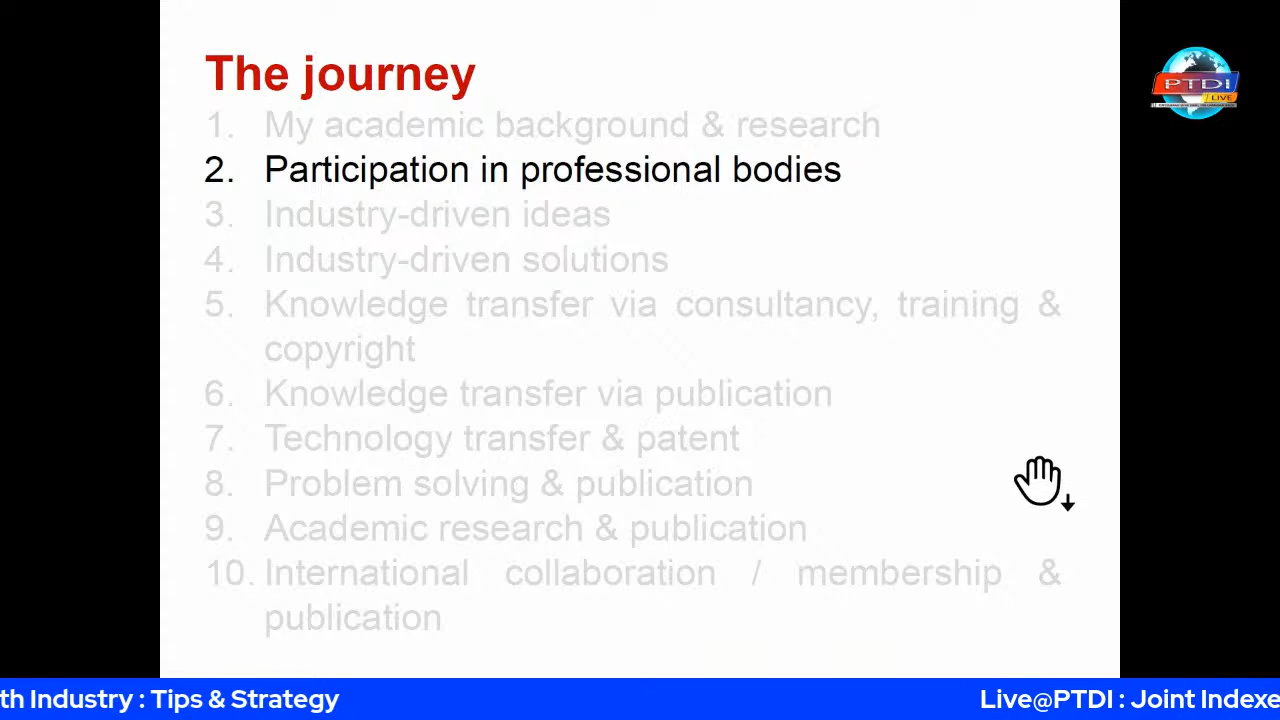 The journey
1. My academic background & research
2. Participation in professional bodies
3. Industry-driven ideas
4. Industry-driven solutions
5. Knowledge transfer via consultancy, training &
copyright
6. Knowledge transfer via publication
7. Technology transfer & patent
8. Problem solving & publication
9. Academic research & publication
10. International collaboration / membership &
publication
PTDI
LIVE
th Industry : Tips & Strategy
Live@PTDI : Joint Indexe